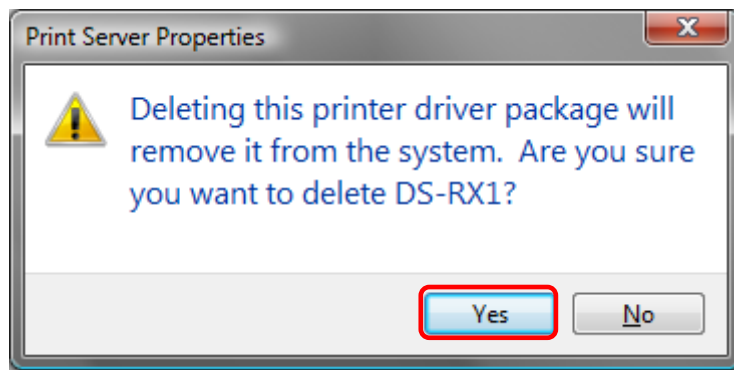 Print Server Properties
Deleting this printer driver package will
remove it from the system.  Are you sure
you want to delete DS-RX1?
Yes
No